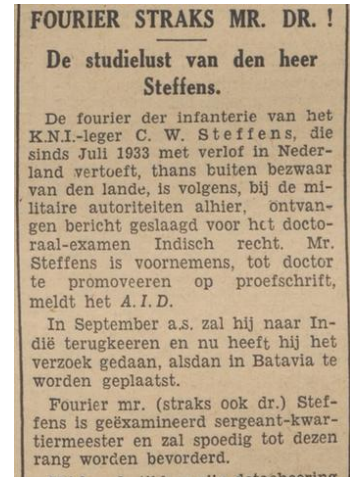 FOURIER STRAKS MR. DR. !
De studielust van den heer
Steffens.
De fourier der infanterie van het
K.N.I.-leger C. W. Steffens, die
sinds Juli 1933 met verlof in Neder-
land vertoeft, thans buiten bezwaar
van den lande, is volgens, bij de mi-
litaire autoriteiten alhier, ontvan-
gen bericht geslaagd voor het docto-
raal-examen Indisch recht. Mr.
Steffens is voornemens, tot doctor
te promoveeren op proefschrift,
meldt het A.I.D.
In September a.s. zal hij naar In-
dië terugkeeren en nu heeft hij het
verzoek gedaan, alsdan in Batavia te
worden geplaatst.
Fourier mr. (straks ook dr.) Stef-
fens is geëxamineerd sergeant-kwar-
tiermeester en zal spoedig tot dezen
rang worden bevorderd.